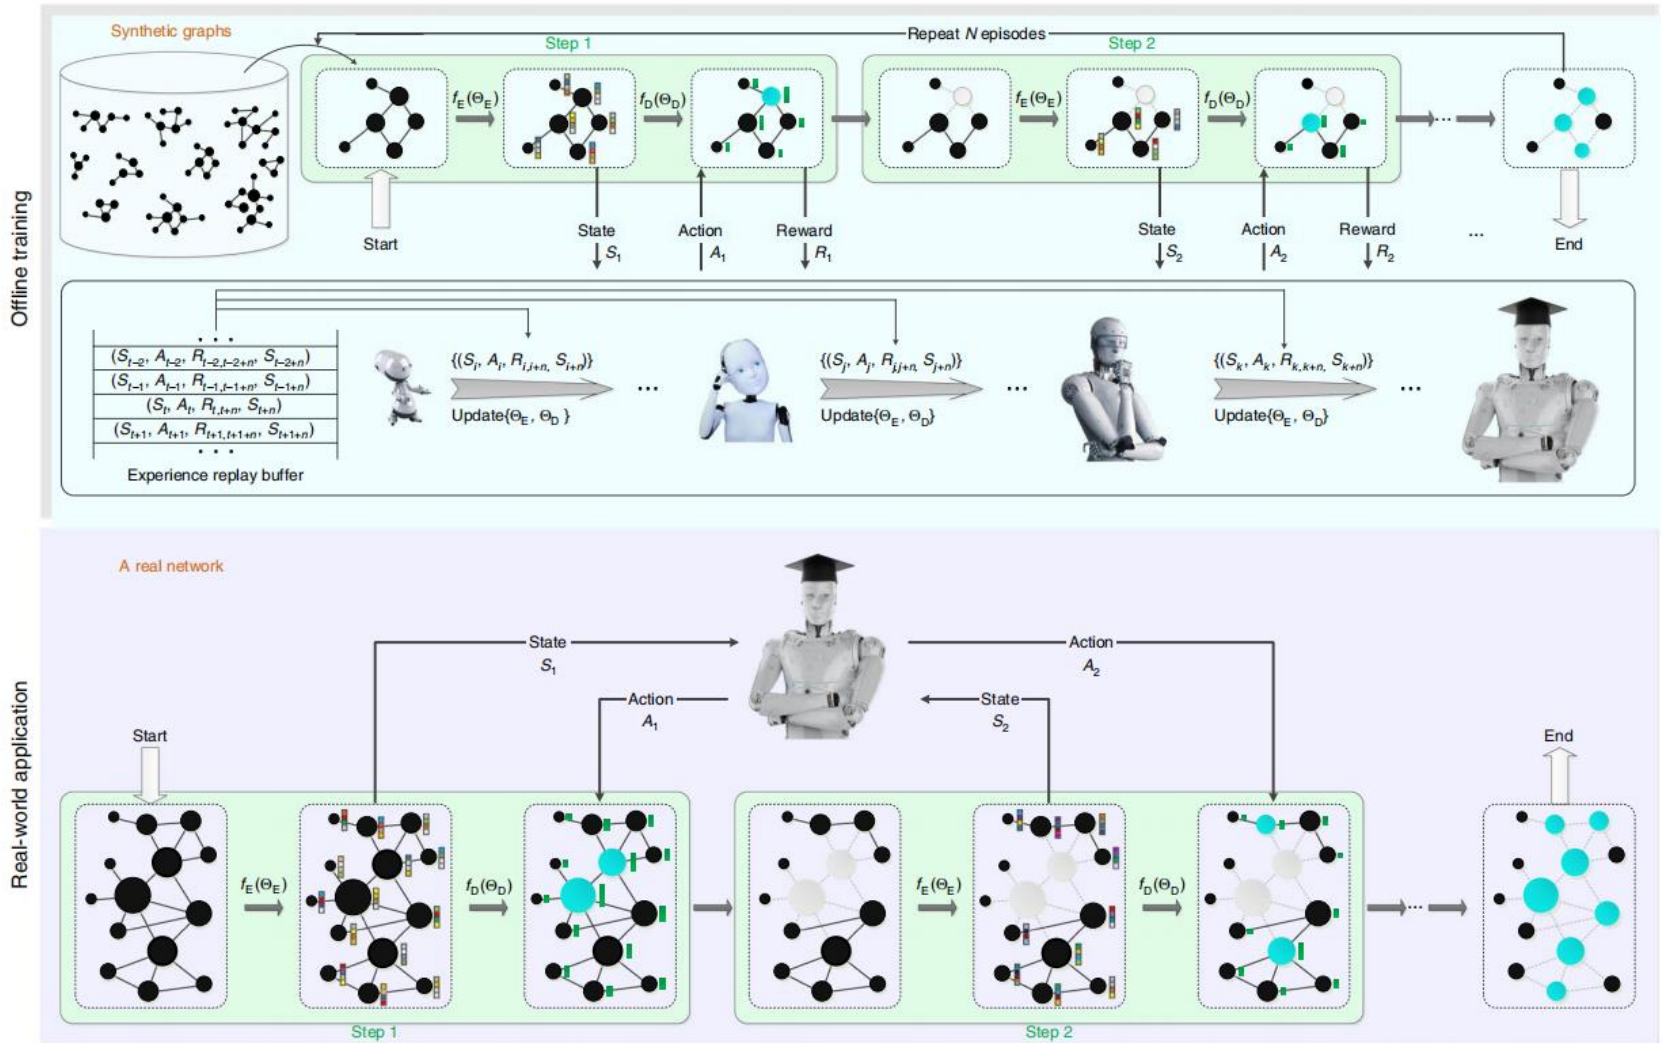 Offline training
Synthetic graphs
Repeat N episodes
Step 1
Step 2
f_E(Θ_E)
f_D(Θ_D)
f_E(Θ_E)
f_D(Θ_D)
...
Start
State
S_1
Action
A_1
Reward
R_1
State
S_2
Action
A_2
Reward
R_2
...
End
. . .
(S_{t–2}, A_{t–2}, R_{t–2,t–2+n}, S_{t–2+n})
(S_{t–1}, A_{t–1}, R_{t–1,t–1+n}, S_{t–1+n})
(S_t, A_t, R_{t,t+n}, S_{t+n})
(S_{t+1}, A_{t+1}, R_{t+1,t+1+n}, S_{t+1+n})
. . .
Experience replay buffer
{(S_i, A_i, R_{i,i+n}, S_{i+n})}
Update{Θ_E, Θ_D }
...
{(S_j, A_j, R_{j,j+n}, S_{j+n})}
Update{Θ_E, Θ_D}
...
{(S_k, A_k, R_{k,k+n}, S_{k+n})}
Update{Θ_E, Θ_D}
...
Real-world application
A real network
State
S_1
Action
A_2
Action
A_1
State
S_2
Start
End
f_E(Θ_E)
f_D(Θ_D)
f_E(Θ_E)
f_D(Θ_D)
...
Step 1
Step 2